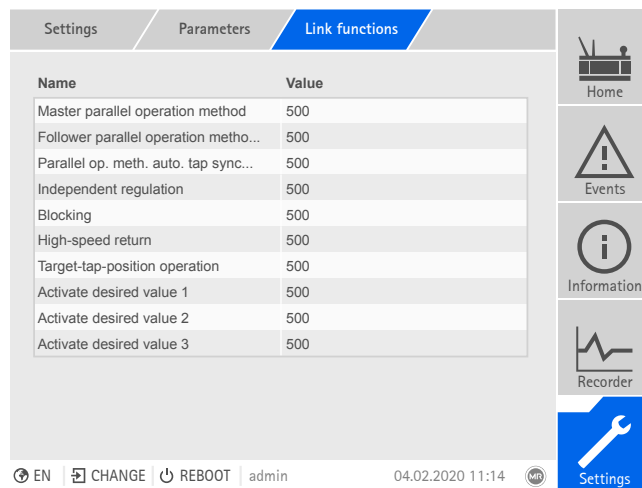 Settings Parameters Link functions
Name Value
Master parallel operation method 500
Follower parallel operation metho... 500
Parallel op. meth. auto. tap sync... 500
Independent regulation 500
Blocking 500
High-speed return 500
Target-tap-position operation 500
Activate desired value 1 500
Activate desired value 2 500
Activate desired value 3 500
Home
Events
Information
Recorder
Settings
EN CHANGE REBOOT admin 04.02.2020 11:14 MR